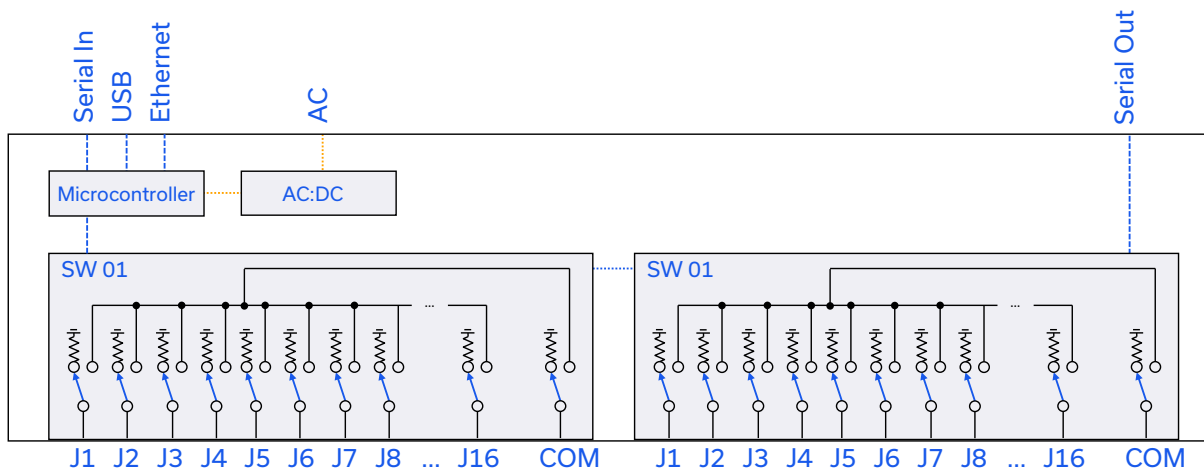 Serial In
USB
Ethernet
AC
Serial Out
Microcontroller
AC:DC
SW 01
SW 01
...
...
J1 J2 J3 J4 J5 J6 J7 J8 ... J16 COM
J1 J2 J3 J4 J5 J6 J7 J8 ... J16 COM